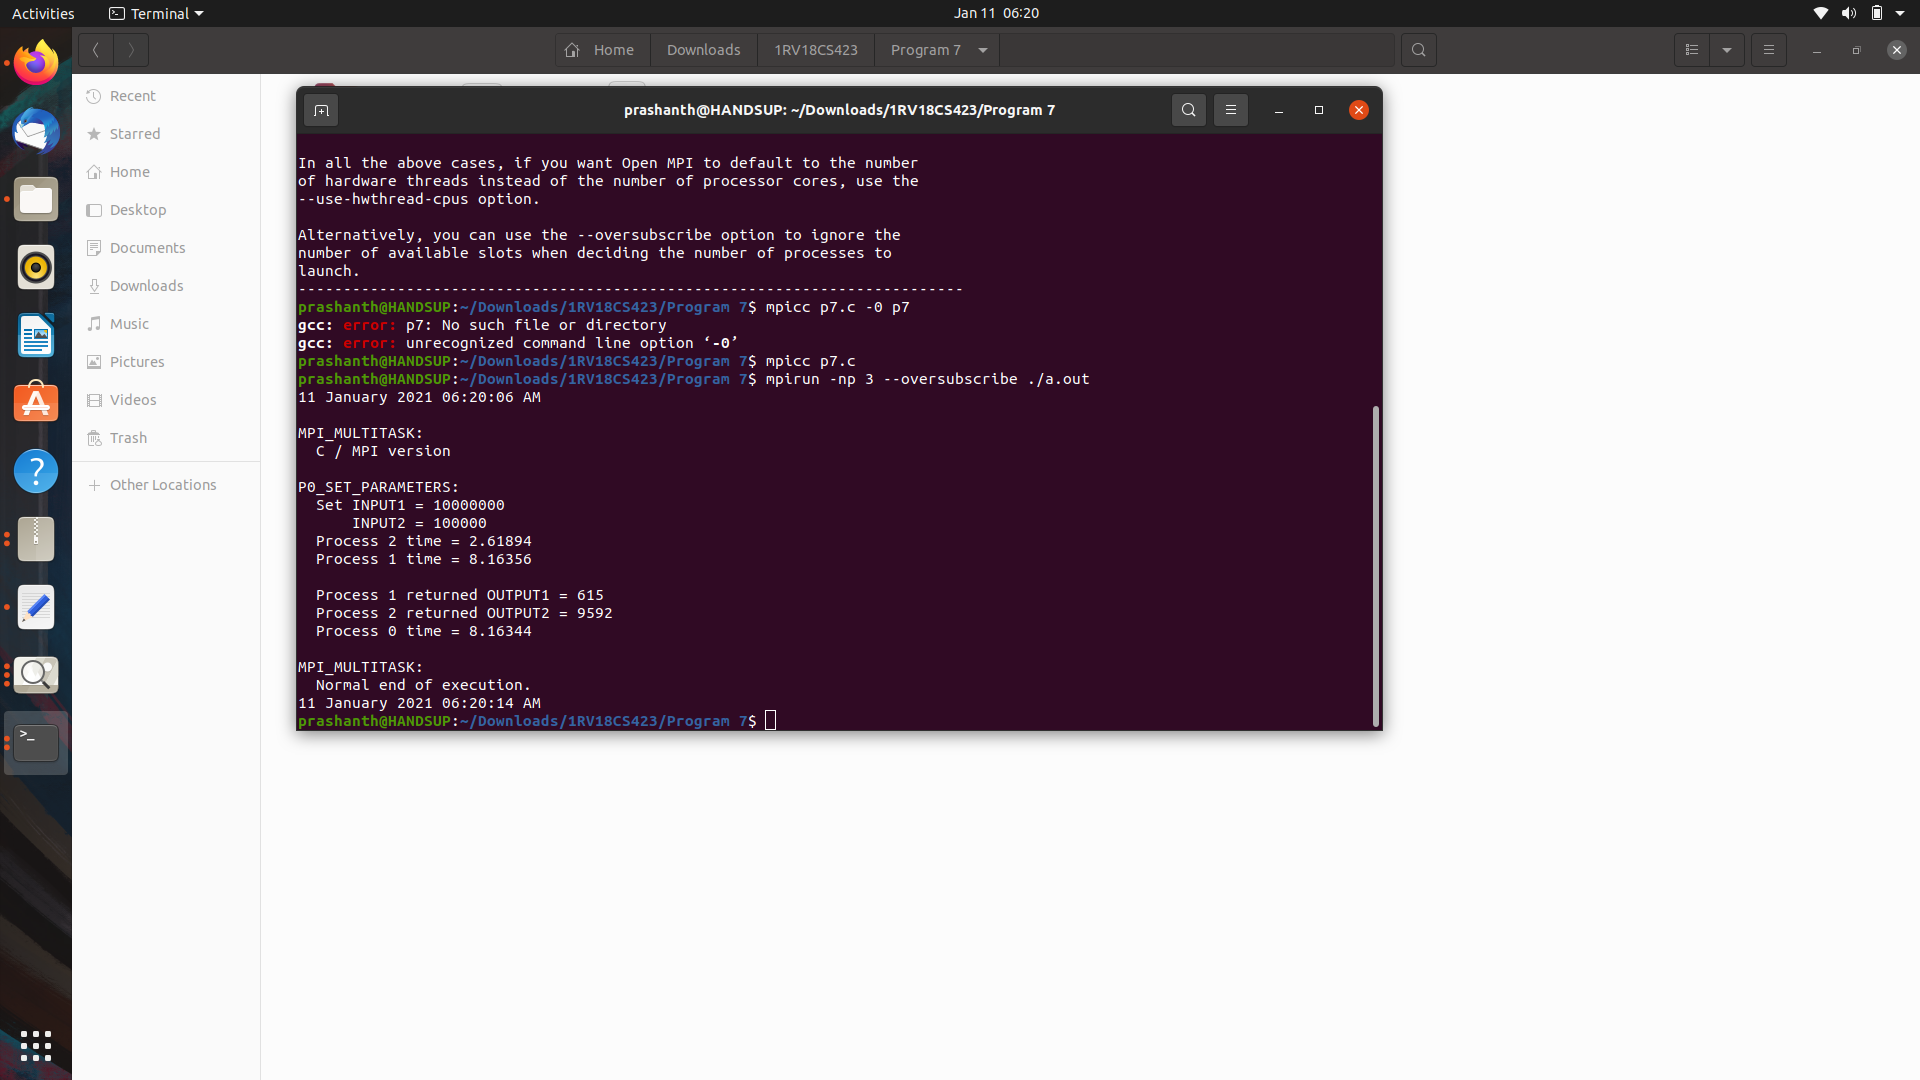 Activities
Terminal
Jan 11 06:20
Home
Downloads
1RV18CS423
Program 7
Recent
Starred
Home
Desktop
Documents
Downloads
Music
Pictures
Videos
Trash
Other Locations
prashanth@HANDSUP: ~/Downloads/1RV18CS423/Program 7
In all the above cases, if you want Open MPI to default to the number
of hardware threads instead of the number of processor cores, use the
--use-hwthread-cpus option.
Alternatively, you can use the --oversubscribe option to ignore the
number of available slots when deciding the number of processes to
launch.
--------------------------------------------------------------------------
prashanth@HANDSUP:~/Downloads/1RV18CS423/Program 7$ mpicc p7.c -0 p7
gcc: error: p7: No such file or directory
gcc: error: unrecognized command line option ‘-0’
prashanth@HANDSUP:~/Downloads/1RV18CS423/Program 7$ mpicc p7.c
prashanth@HANDSUP:~/Downloads/1RV18CS423/Program 7$ mpirun -np 3 --oversubscribe ./a.out
11 January 2021 06:20:06 AM
MPI_MULTITASK:
C / MPI version
P0_SET_PARAMETERS:
Set INPUT1 = 10000000
INPUT2 = 100000
Process 2 time = 2.61894
Process 1 time = 8.16356
Process 1 returned OUTPUT1 = 615
Process 2 returned OUTPUT2 = 9592
Process 0 time = 8.16344
MPI_MULTITASK:
Normal end of execution.
11 January 2021 06:20:14 AM
prashanth@HANDSUP:~/Downloads/1RV18CS423/Program 7$